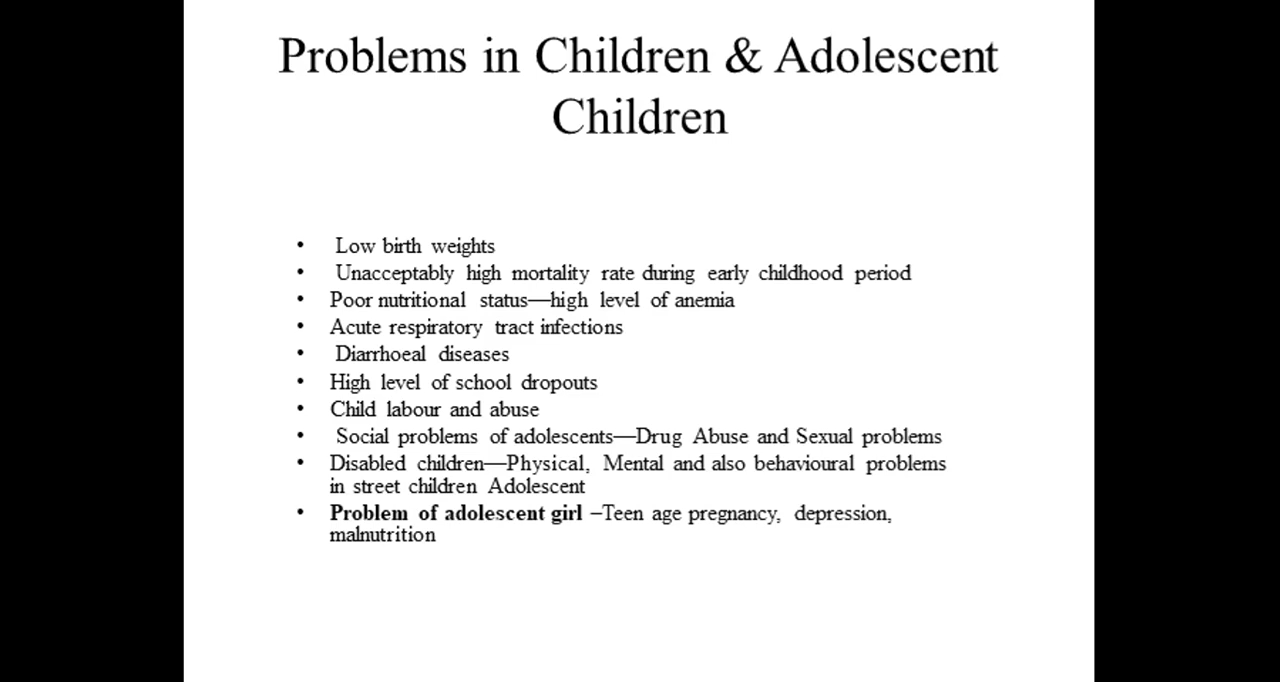 Problems in Children & Adolescent
Children
• Low birth weights
• Unacceptably high mortality rate during early childhood period
• Poor nutritional status—high level of anemia
• Acute respiratory tract infections
• Diarrhoeal diseases
• High level of school dropouts
• Child labour and abuse
• Social problems of adolescents—Drug Abuse and Sexual problems
• Disabled children—Physical, Mental and also behavioural problems
in street children Adolescent
• Problem of adolescent girl –Teen age pregnancy, depression,
malnutrition